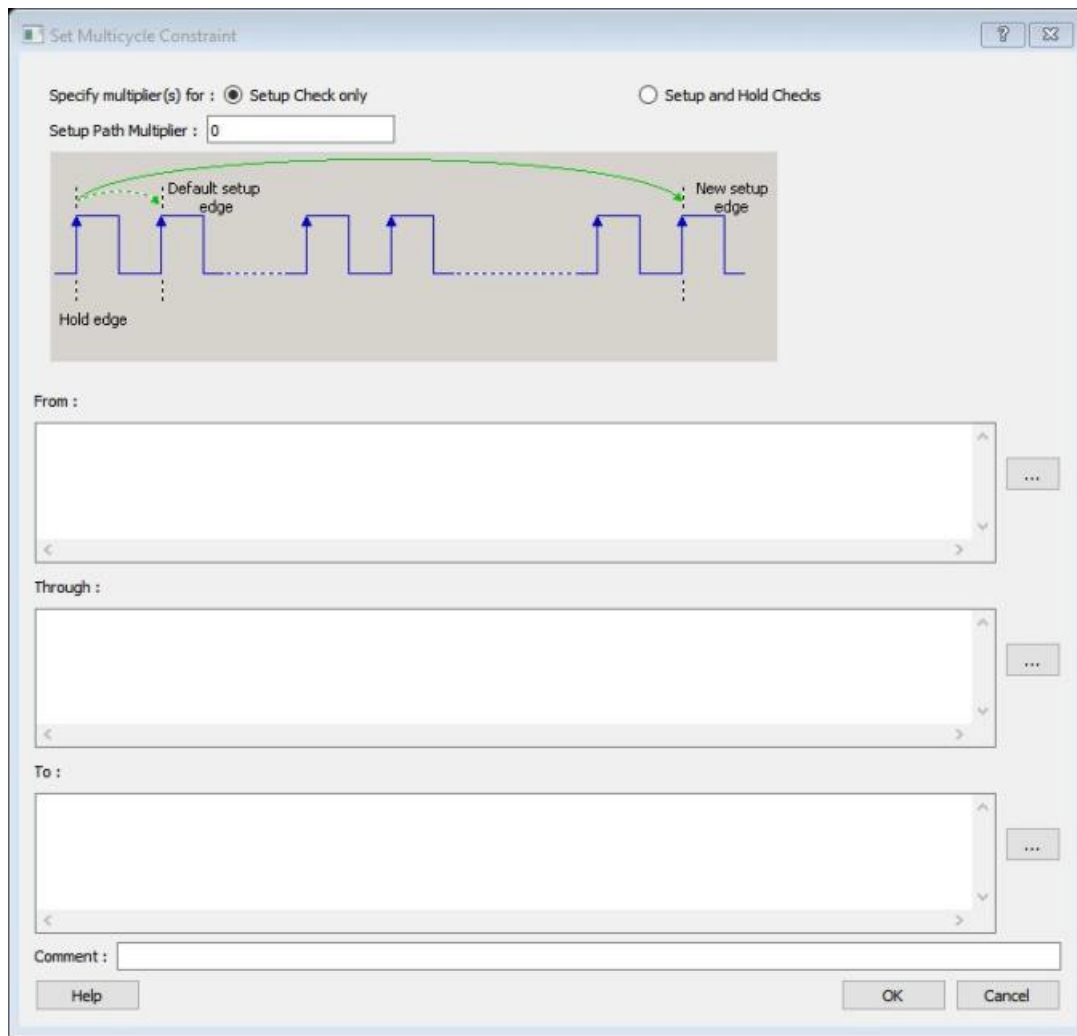 Set Multicycle Constraint
Specify multiplier(s) for : Setup Check only Setup and Hold Checks
Setup Path Multiplier : 0
Default setup
edge
New setup
edge
Hold edge
From :
...
Through :
...
To :
...
Comment :
Help OK Cancel